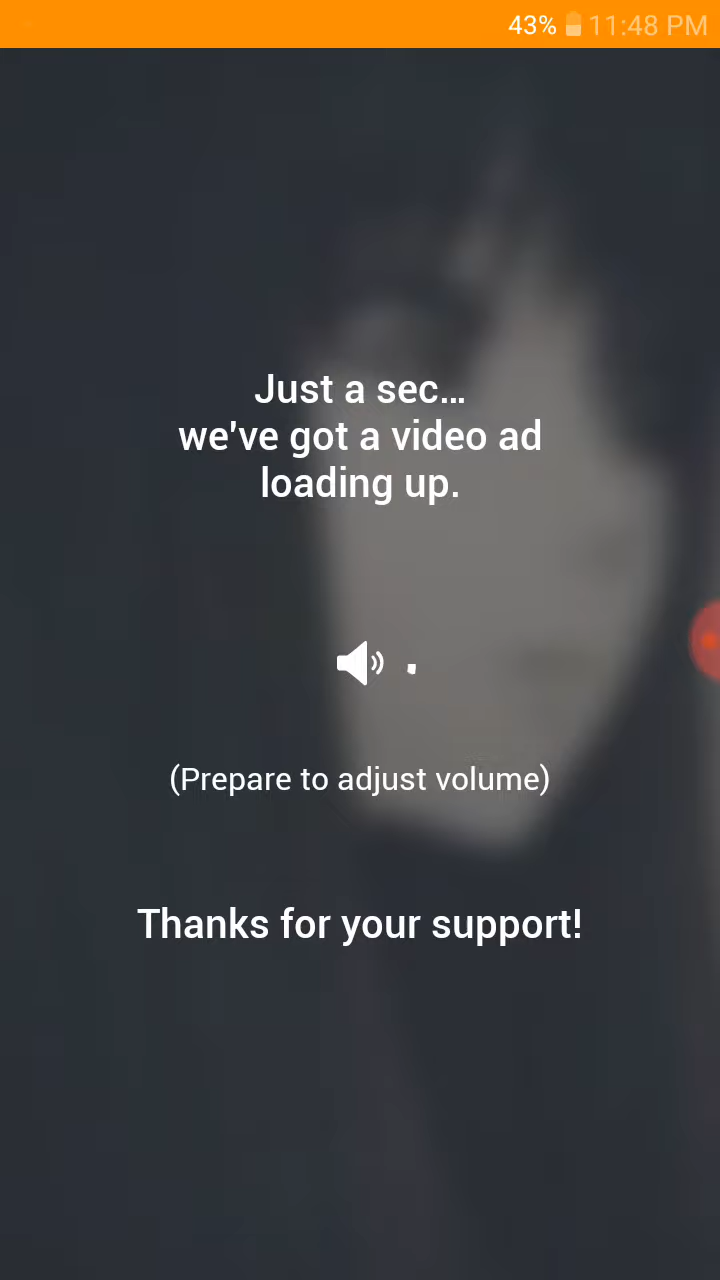 43% 11:48 PM
Just a sec...
we've got a video ad
loading up.
(Prepare to adjust volume)
Thanks for your support!